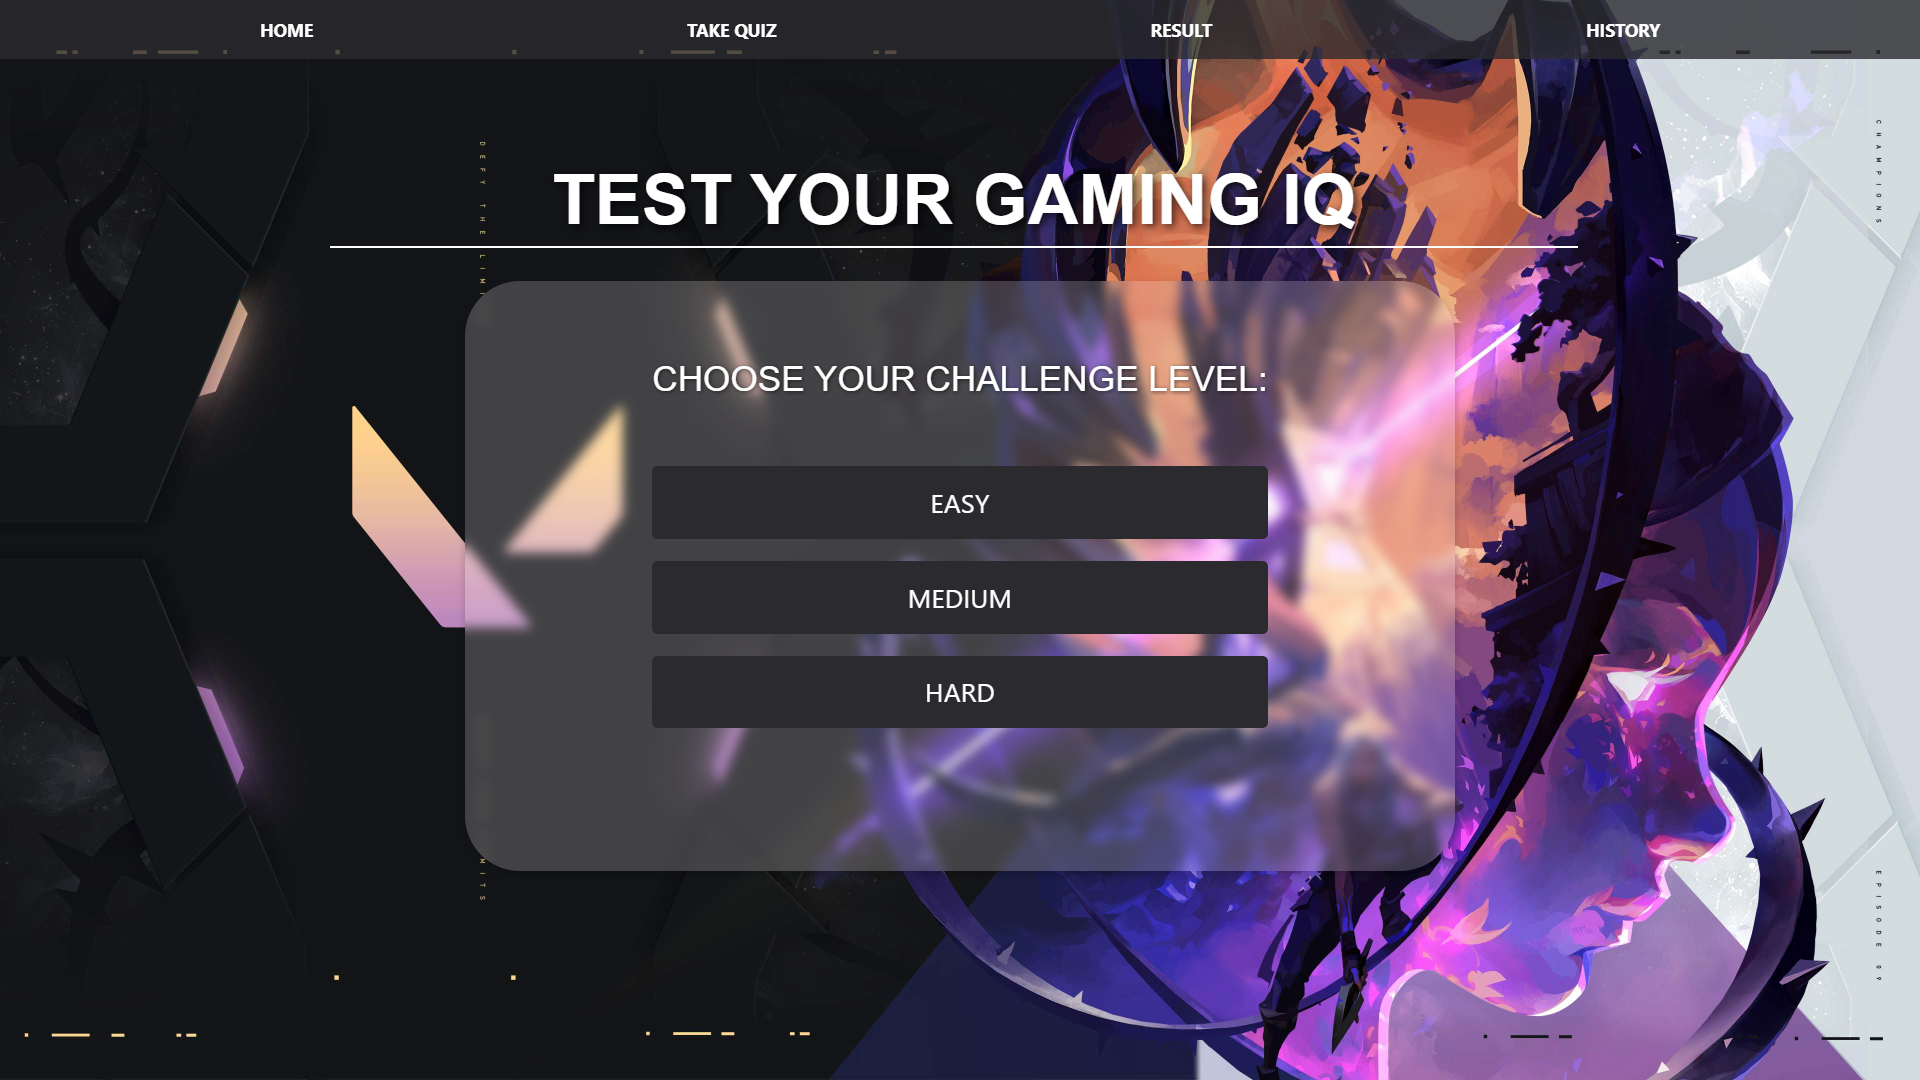 HOME
TAKE QUIZ
RESULT
HISTORY
CHAMPIONS
DEFY THE LIMI
TEST YOUR GAMING IQ
CHOOSE YOUR CHALLENGE LEVEL:
EASY
MEDIUM
HARD
MITS
EPISODE 09